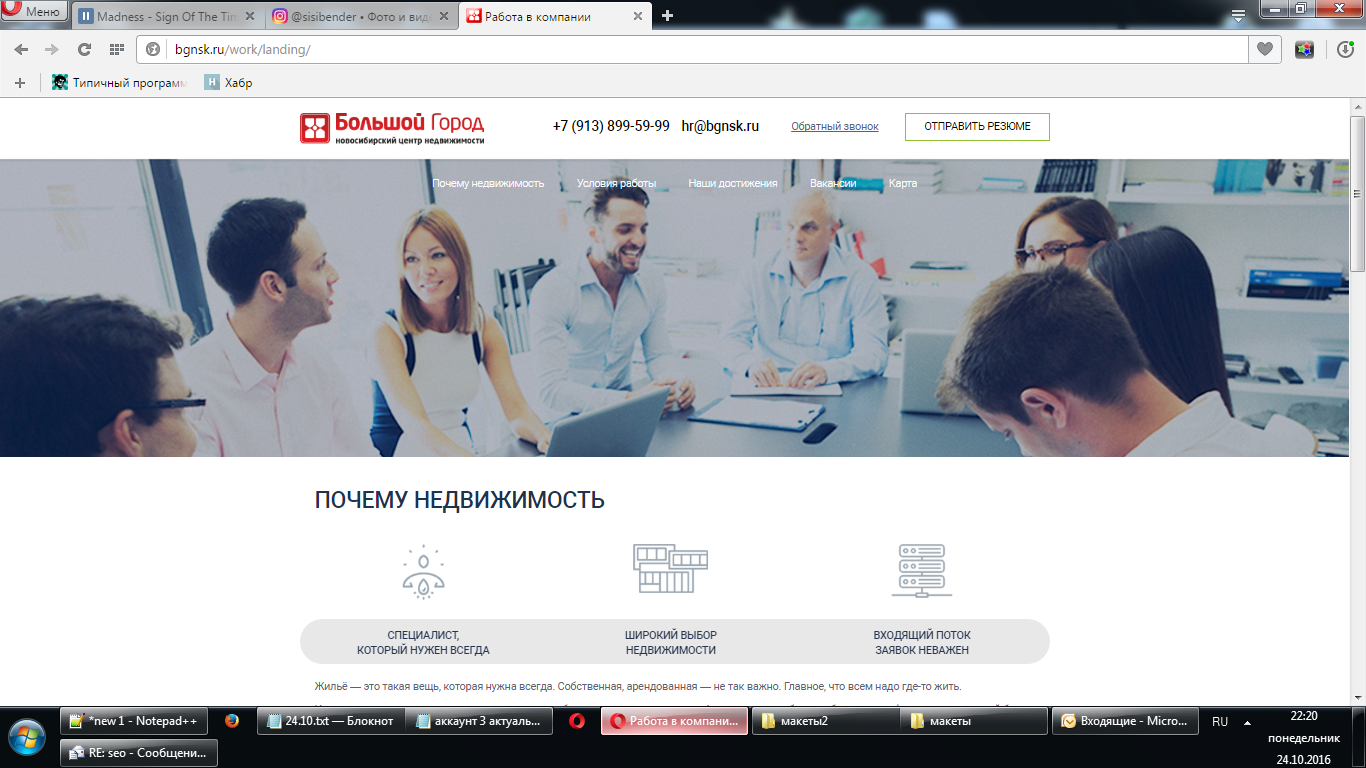 Меню
Madness - Sign Of The Tim
@sisibender • Фото и вид
Работа в компании
bgnsk.ru/work/landing/
Типичный программ
Хабр
Большой Город
новосибирский центр недвижимости
+7 (913) 899-59-99 hr@bgnsk.ru
Обратный звонок
ОТПРАВИТЬ РЕЗЮМЕ
Почему недвижимость
Условия работы
Наши достижения
Вакансии
Карта
ПОЧЕМУ НЕДВИЖИМОСТЬ
СПЕЦИАЛИСТ,
КОТОРЫЙ НУЖЕН ВСЕГДА
ШИРОКИЙ ВЫБОР
НЕДВИЖИМОСТИ
ВХОДЯЩИЙ ПОТОК
ЗАЯВОК НЕВАЖЕН
Жильё — это такая вещь, которая нужна всегда. Собственная, арендованная — не так важно. Главное, что всем надо где-то жить.
*new 1 - Notepad++
24.10.txt — Блокнот
аккаунт 3 актуаль...
Работа в компани...
макеты2
макеты
Входящие - Micro...
RE: seo - Сообщени...
RU
22:20
понедельник
24.10.2016